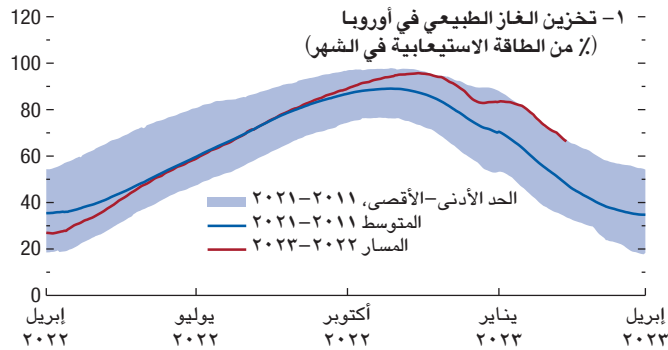 ١– تخزين الغاز الطبيعي في أوروبا
(٪ من الطاقة الاستيعابية في الشهر)
120
100
80
60
40
20
0
الحد الأدنى–الأقصى، ٢٠١١–٢٠٢١
المتوسط ٢٠١١–٢٠٢١
المسار ٢٠٢٢–٢٠٢٣
إبريل يوليو أكتوبر يناير إبريل
٢٠٢٢ ٢٠٢٢ ٢٠٢٢ ٢٠٢٣ ٢٠٢٣